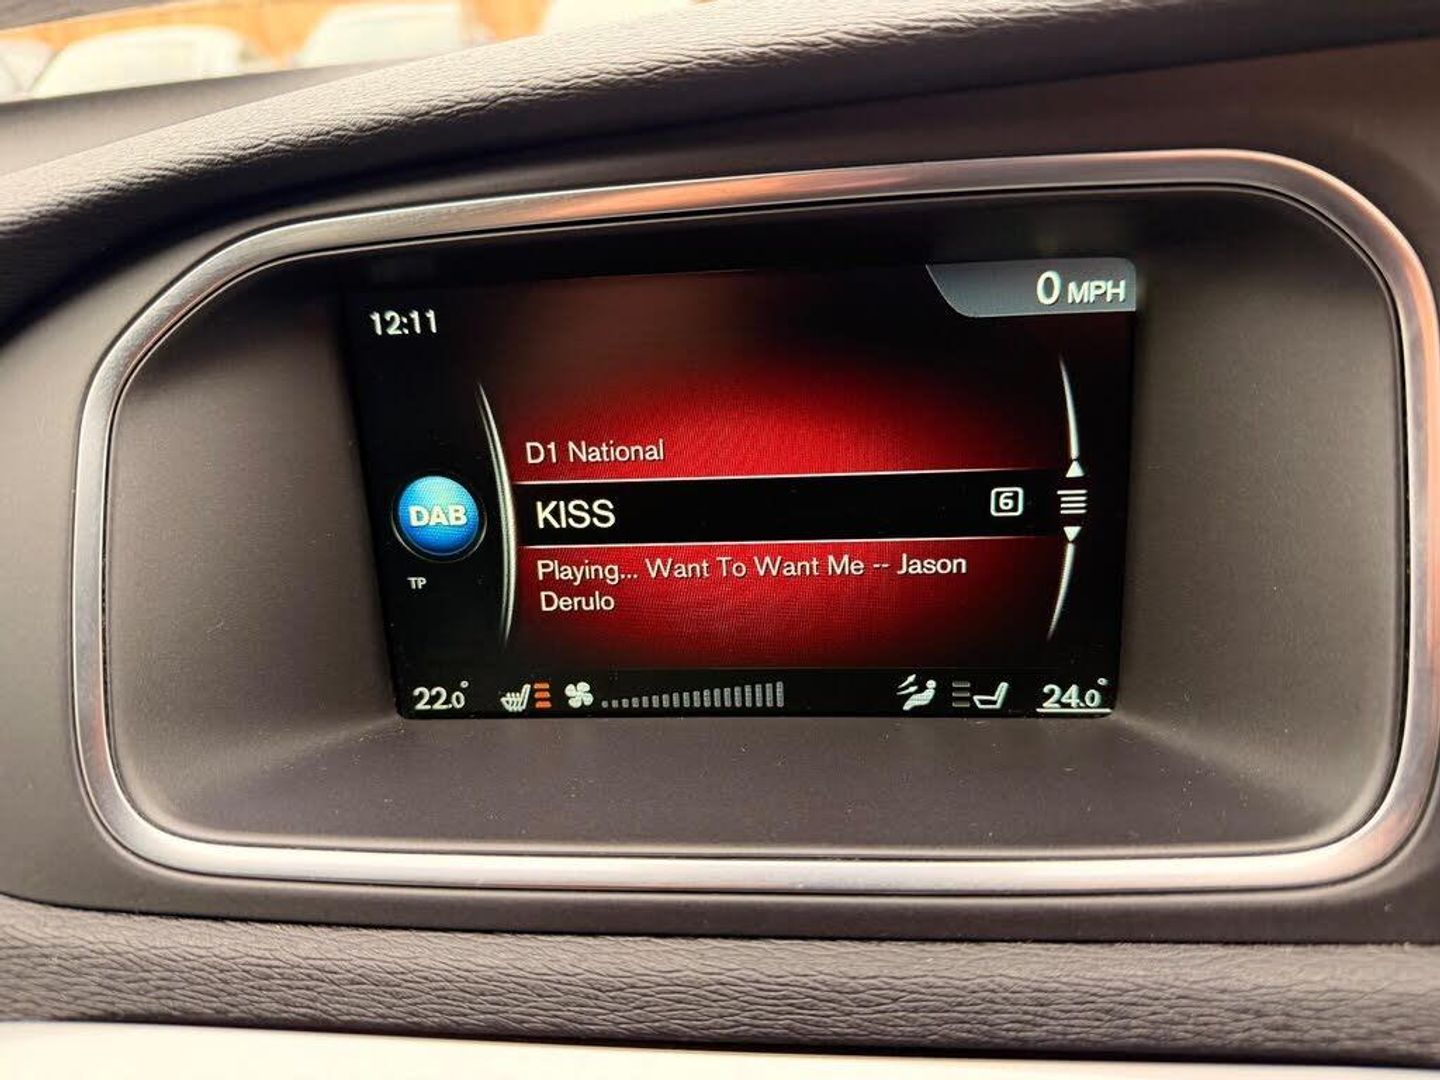 12:11
0 MPH
D1 National
KISS 6
DAB
Playing... Want To Want Me -- Jason
Derulo
TP
22.0° 24.0°